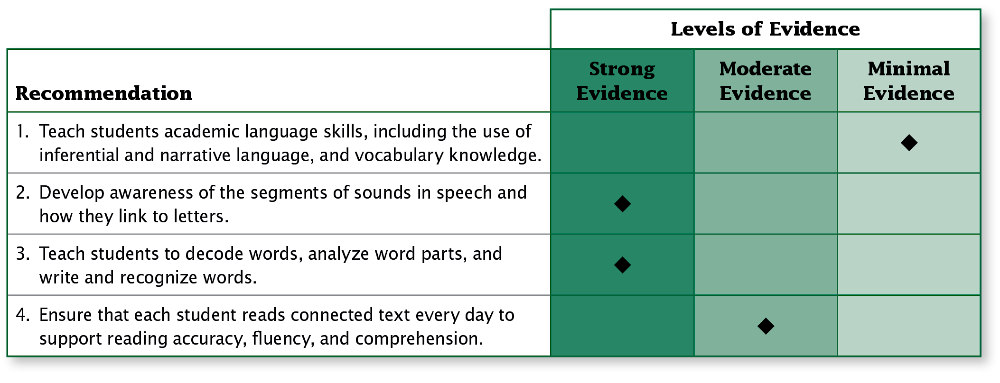 Levels of Evidence
Recommendation
Strong
Evidence
Moderate
Evidence
Minimal
Evidence
1. Teach students academic language skills, including the use of
inferential and narrative language, and vocabulary knowledge.
◆
2. Develop awareness of the segments of sounds in speech and
how they link to letters.
◆
3. Teach students to decode words, analyze word parts, and
write and recognize words.
◆
4. Ensure that each student reads connected text every day to
support reading accuracy, fluency, and comprehension.
◆